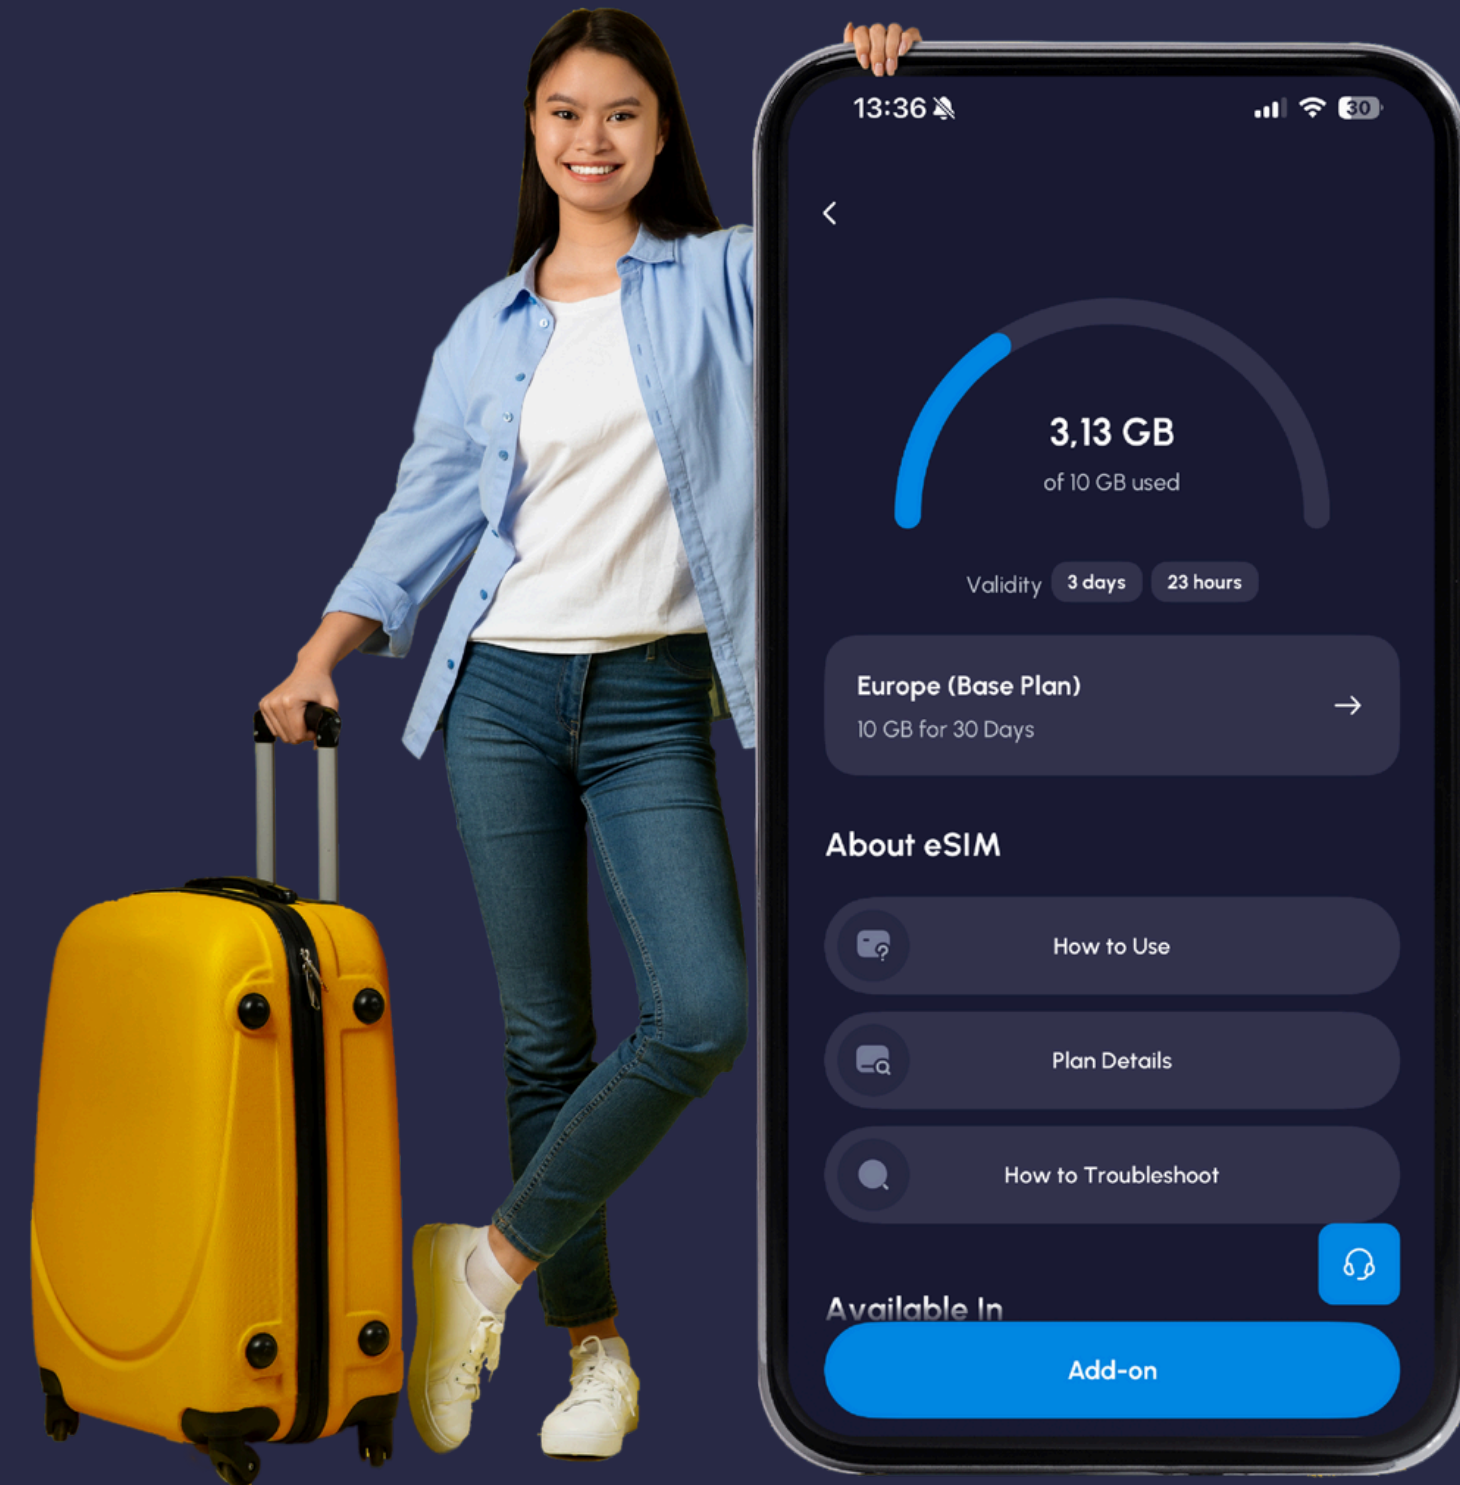 13:36
30
3,13 GB
of 10 GB used
Validity 3 days 23 hours
Europe (Base Plan)
10 GB for 30 Days
About eSIM
How to Use
Plan Details
How to Troubleshoot
Available In
Add-on